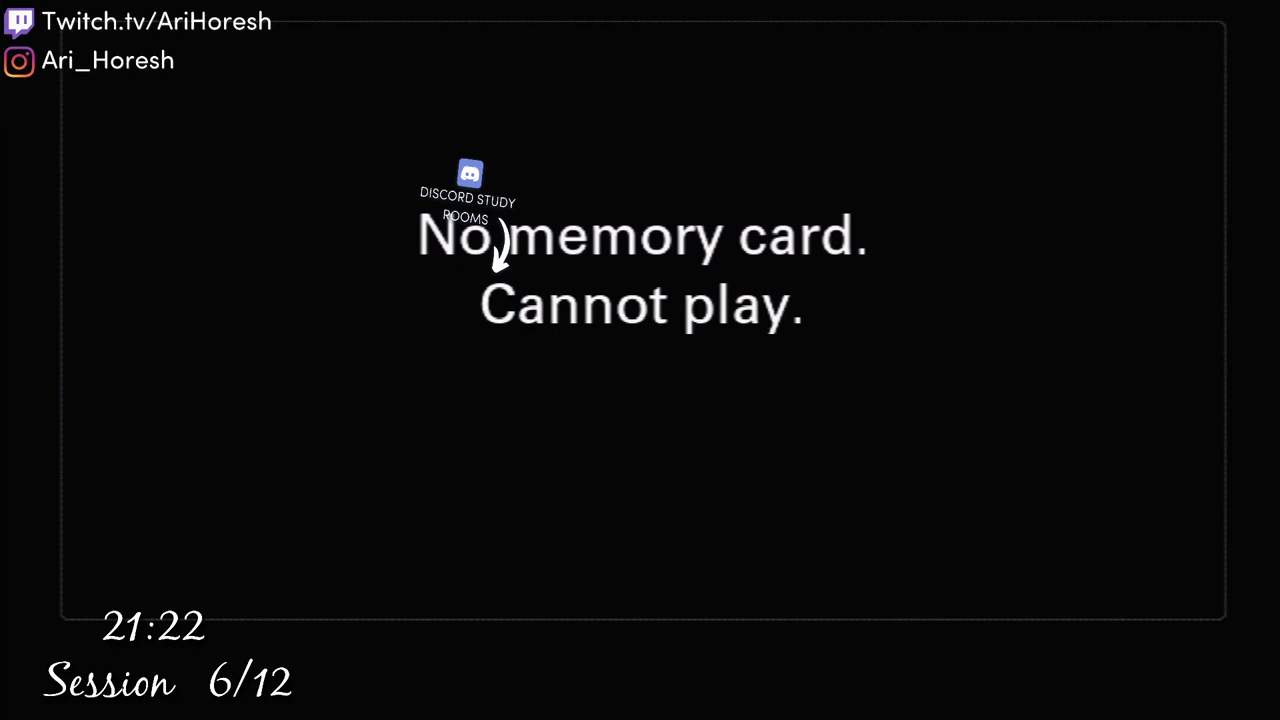 Twitch.tv/AriHoresh
Ari_Horesh
DISCORD STUDY
ROOMS
No memory card.
Cannot play.
21:22
Session 6/12